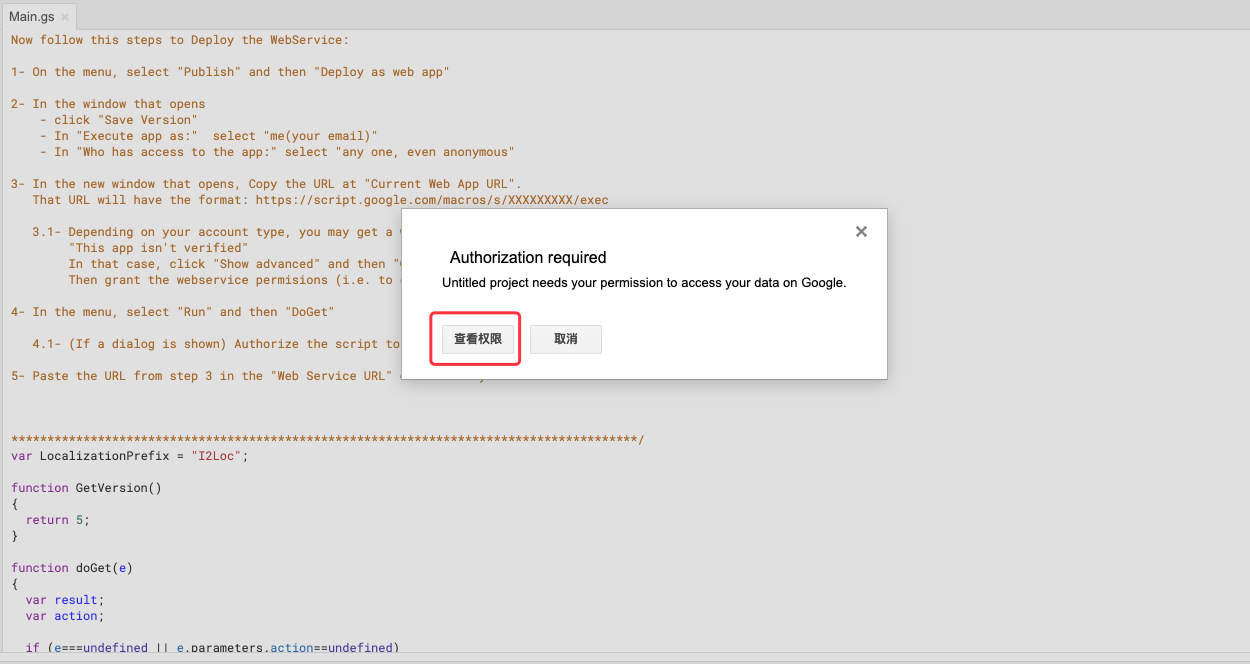 Main.gs ×
Now follow this steps to Deploy the WebService:
1- On the menu, select "Publish" and then "Deploy as web app"
2- In the window that opens
- click "Save Version"
- In "Execute app as:"  select "me(your email)"
- In "Who has access to the app:" select "any one, even anonymous"
3- In the new window that opens, Copy the URL at "Current Web App URL".
That URL will have the format: https://script.google.com/macros/s/XXXXXXXXX/exec
3.1- Depending on your account type, you may get a
"This app isn't verified"
In that case, click "Show advanced" and then
Then grant the webservice permisions (i.e. to
4- In the menu, select "Run" and then "DoGet"
4.1- (If a dialog is shown) Authorize the script to
5- Paste the URL from step 3 in the "Web Service URL"
Authorization required
Untitled project needs your permission to access your data on Google.
查看权限 取消
***************************************************************************************/
var LocalizationPrefix = "I2Loc";
function GetVersion()
{
return 5;
}
function doGet(e)
{
var result;
var action;
if (e===undefined || e.parameters.action==undefined)